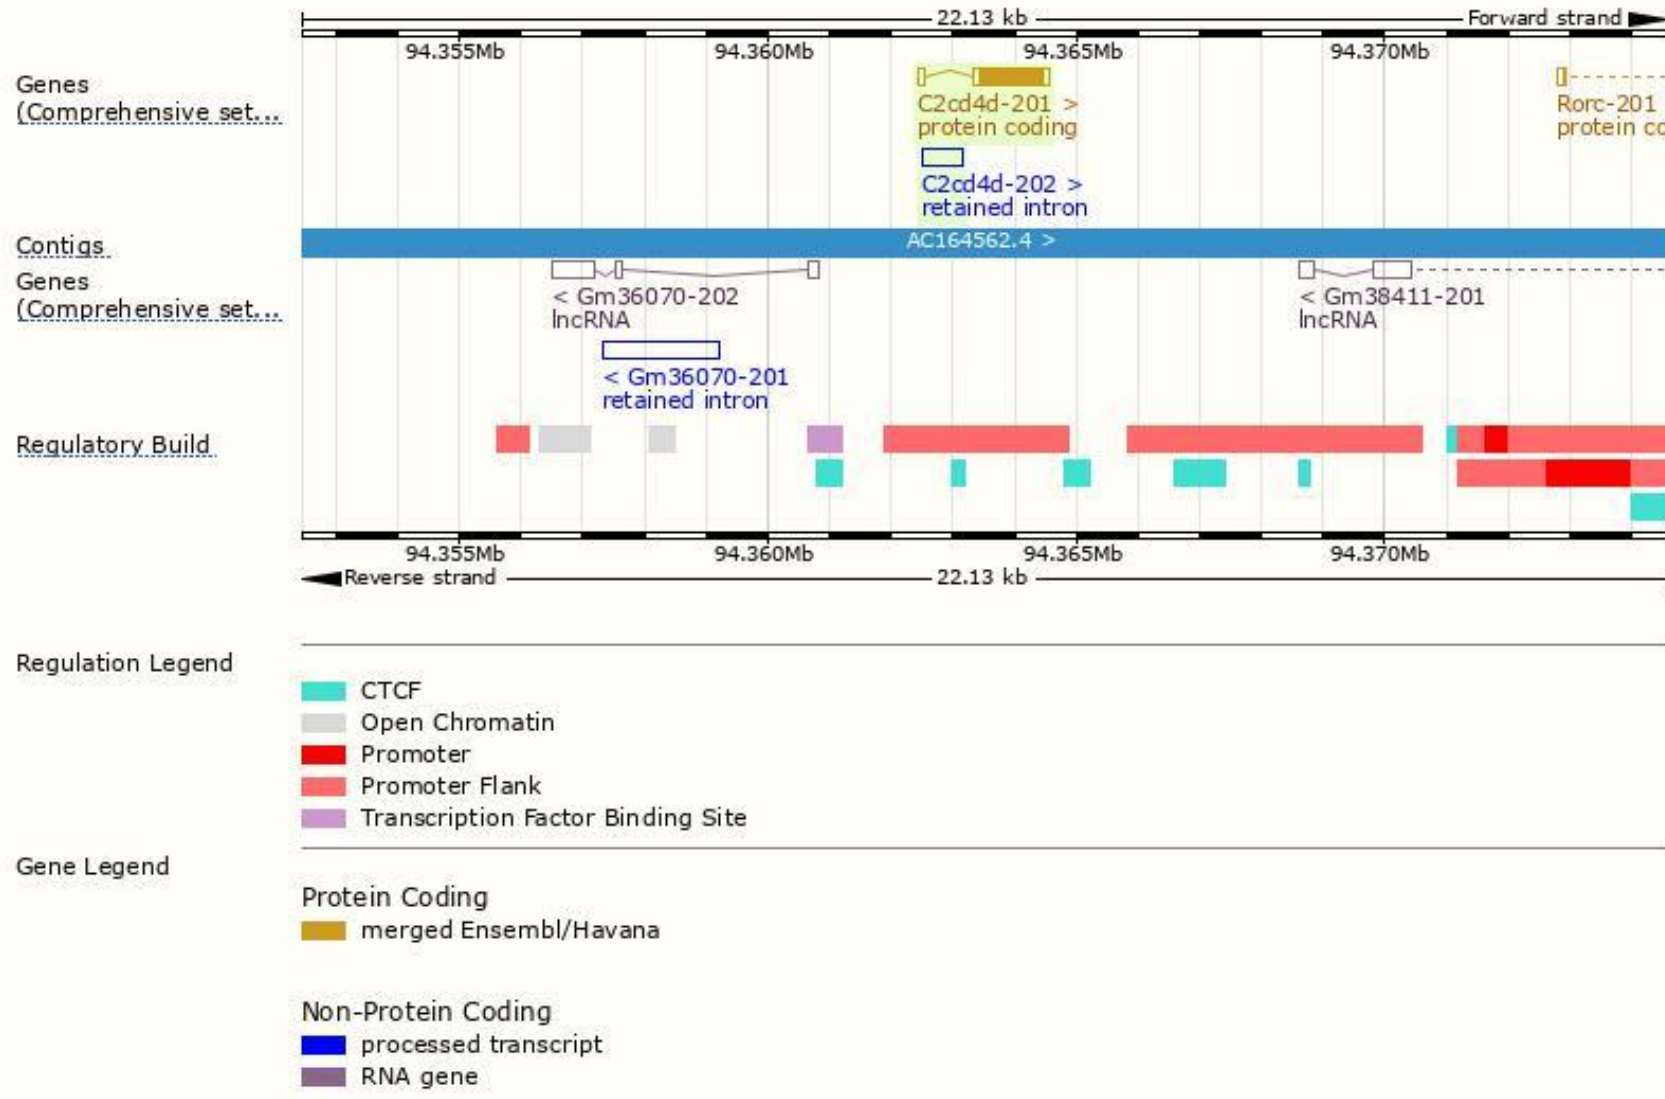 22.13 kb Forward strand
94.355Mb 94.360Mb 94.365Mb 94.370Mb
Genes
(Comprehensive set...
C2cd4d-201 >
protein coding
Rorc-201
protein co
C2cd4d-202 >
retained intron
Contigs
AC164562.4 >
Genes
(Comprehensive set...
< Gm36070-202
lncRNA
< Gm38411-201
lncRNA
< Gm36070-201
retained intron
Regulatory Build
94.355Mb 94.360Mb 94.365Mb 94.370Mb
Reverse strand 22.13 kb
Regulation Legend
CTCF
Open Chromatin
Promoter
Promoter Flank
Transcription Factor Binding Site
Gene Legend
Protein Coding
merged Ensembl/Havana
Non-Protein Coding
processed transcript
RNA gene